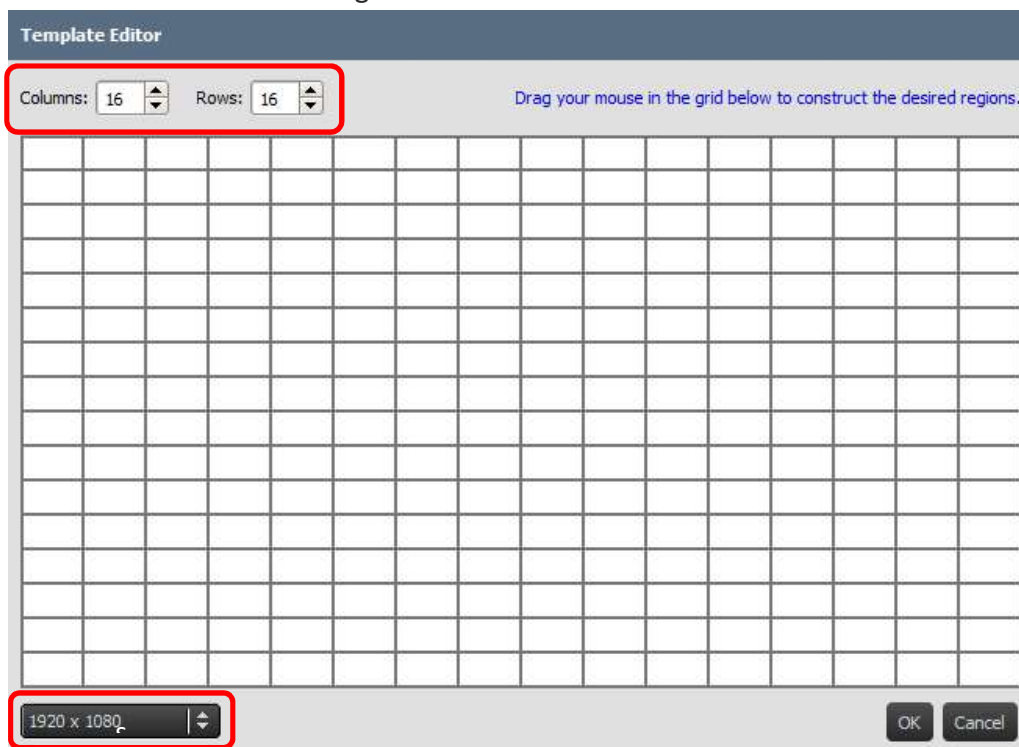 Template Editor
Columns: 16 Rows: 16 Drag your mouse in the grid below to construct the desired regions.
1920 x 1080
OK Cancel